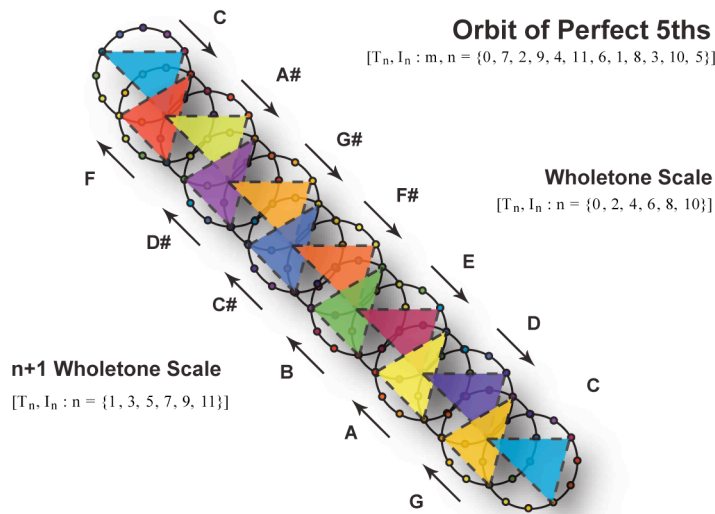 C
Orbit of Perfect 5ths
[Tn, In : m, n = {0, 7, 2, 9, 4, 11, 6, 1, 8, 3, 10, 5}]
A#
G#
F
Wholetone Scale
[Tn, In : n = {0, 2, 4, 6, 8, 10}]
F#
D#
E
C#
D
n+1 Wholetone Scale
B
C
[Tn, In : n = {1, 3, 5, 7, 9, 11}]
A
G